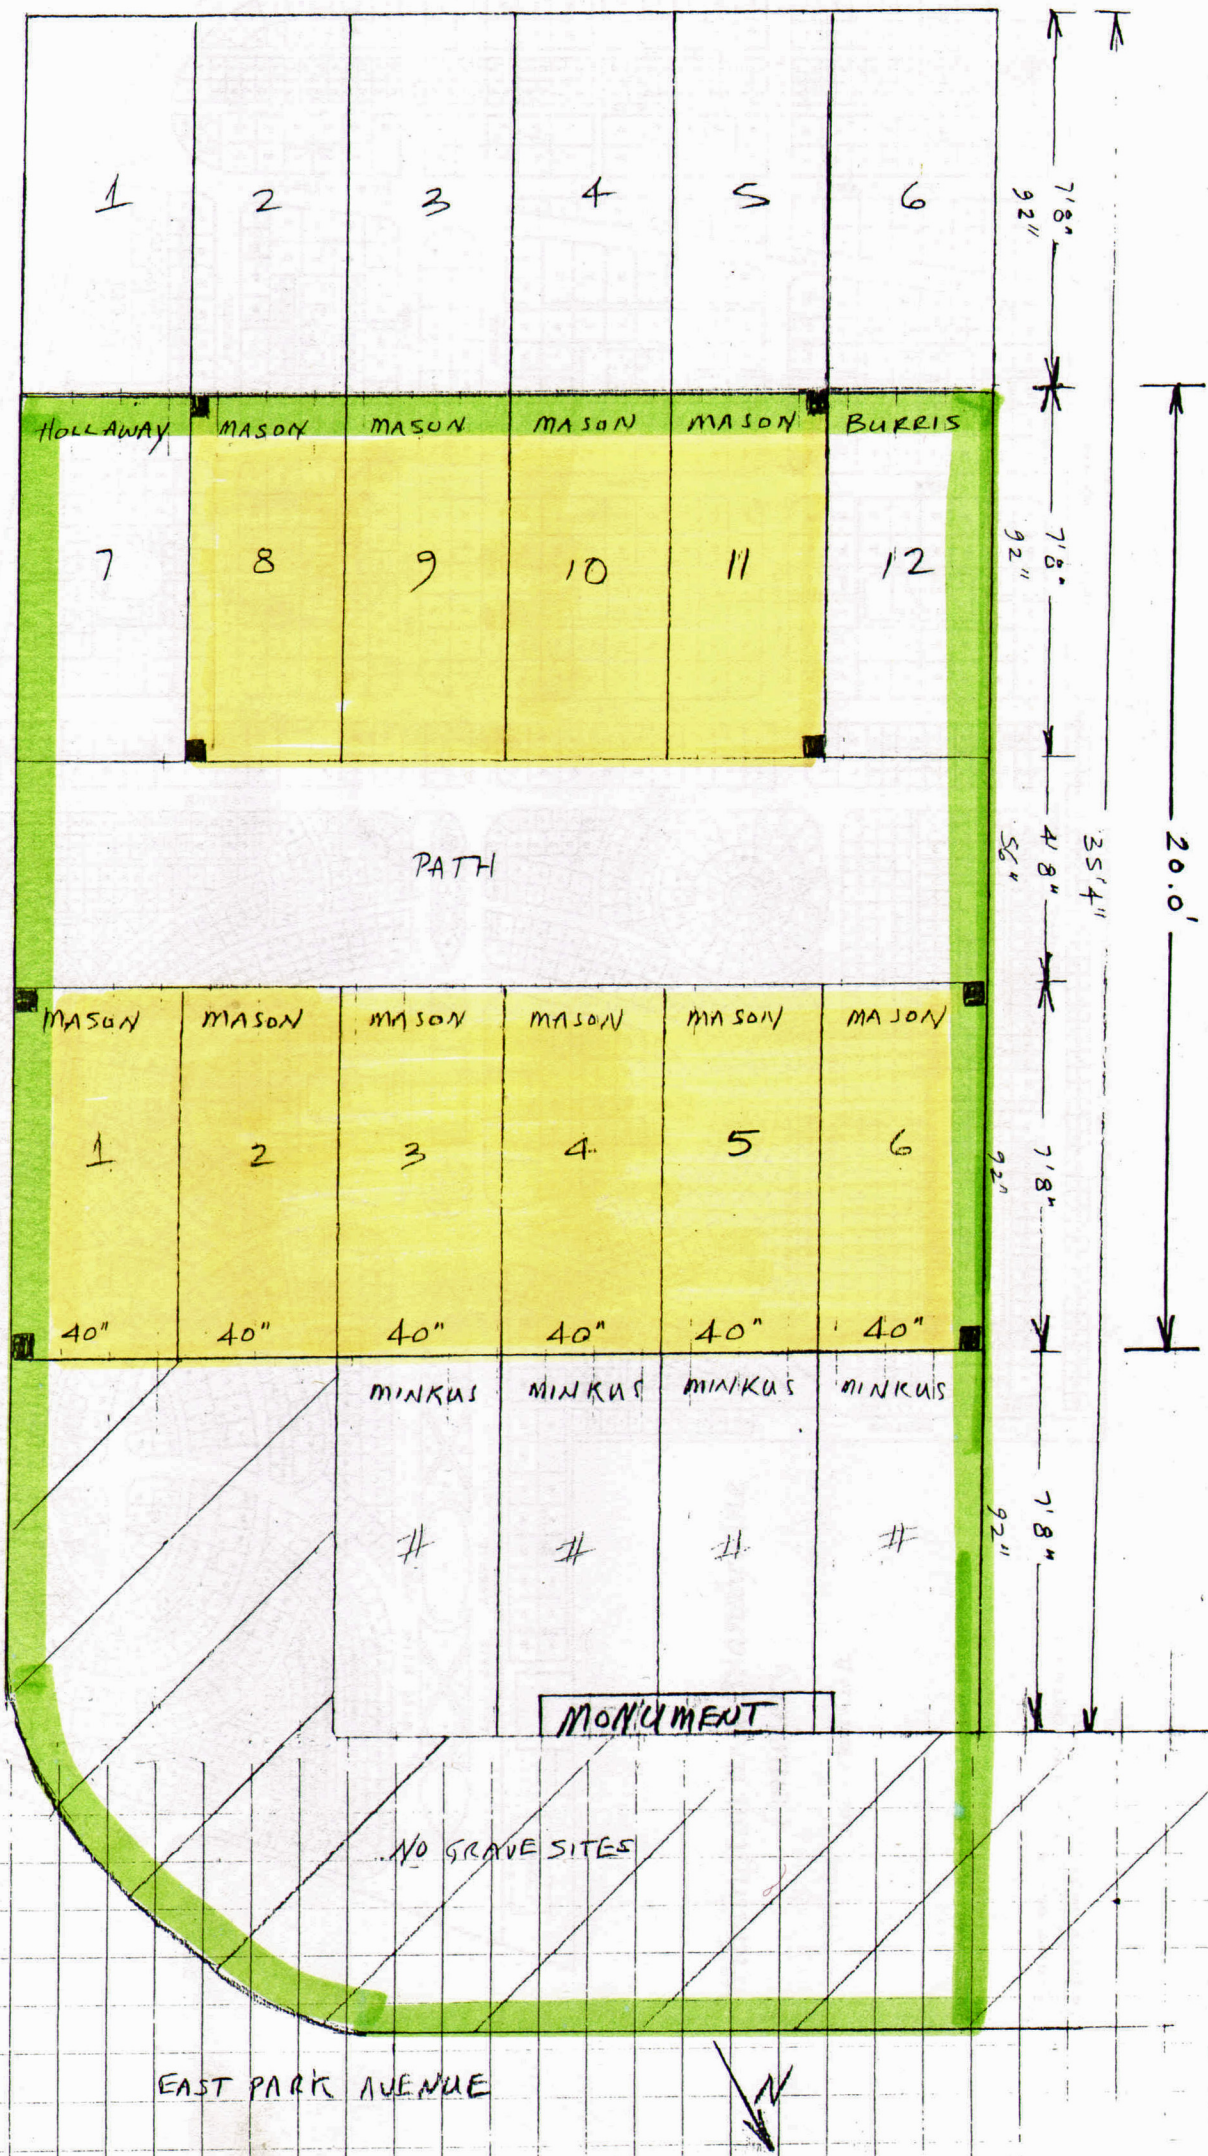 1 2 3 4 5 6
7'8"
92"
HOLLAWAY MASON MASON MASON MASON BURRIS
7 8 9 10 11 12
7'8"
92"
PATH
56"
4'8"
35'4"
20.0'
MASON MASON MASON MASON MASON MASON
1 2 3 4 5 6
92"
7'8"
40" 40" 40" 40" 40" 40"
MINKUS MINKUS MINKUS MINKUS
# # # #
92"
7'8"
MONUMENT
NO GRAVE SITES
EAST PARK AVENUE
N